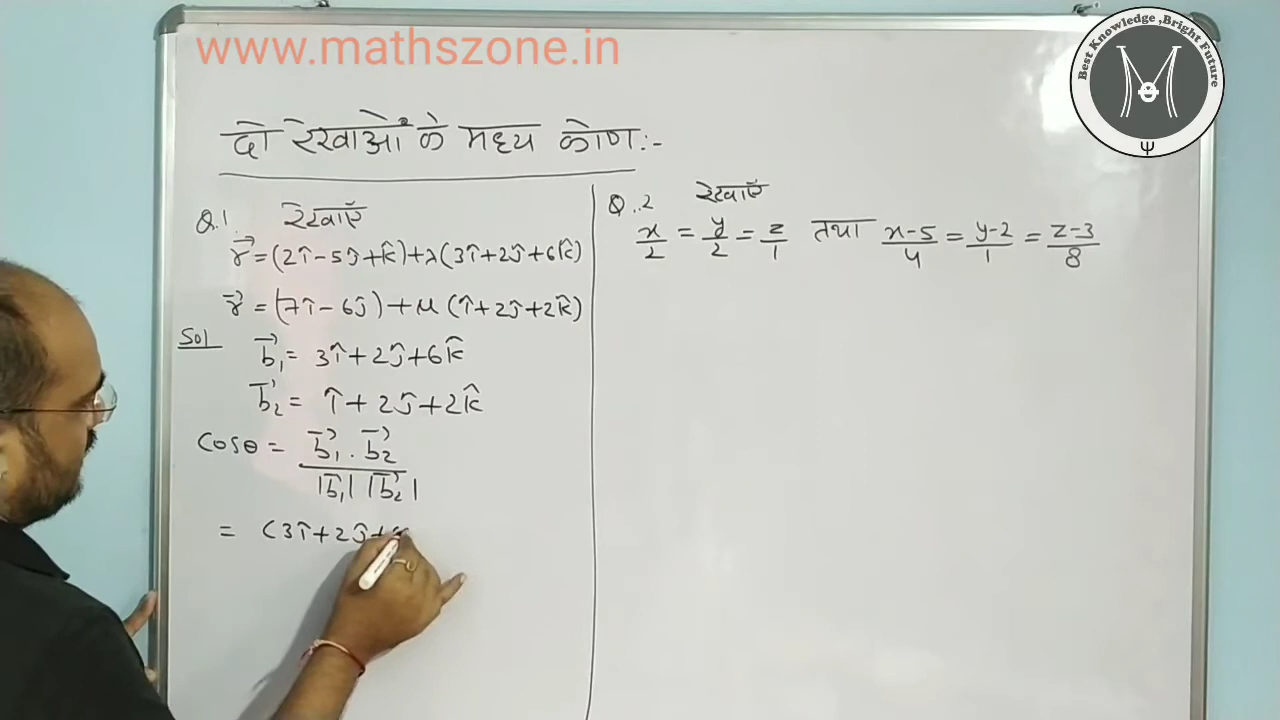 www.mathszone.in
Best Knowledge ,Bright Future
दो रेखाओं के मध्य कोण:-
Q.1 रेखाएँ
r⃗ = (2î-5ĵ+k̂)+λ(3î+2ĵ+6k̂)
r⃗ = (7î-6ĵ)+μ(î+2ĵ+2k̂)
Sol
b⃗₁= 3î+2ĵ+6k̂
b⃗₂= î+2ĵ+2k̂
cosθ = b⃗₁.b⃗₂
|b⃗₁| |b⃗₂|
= (3î+2ĵ+
Q.2 रेखाएँ
x/2 = y/2 = z/1 तथा x-5/4 = y-2/1 = z-3/8